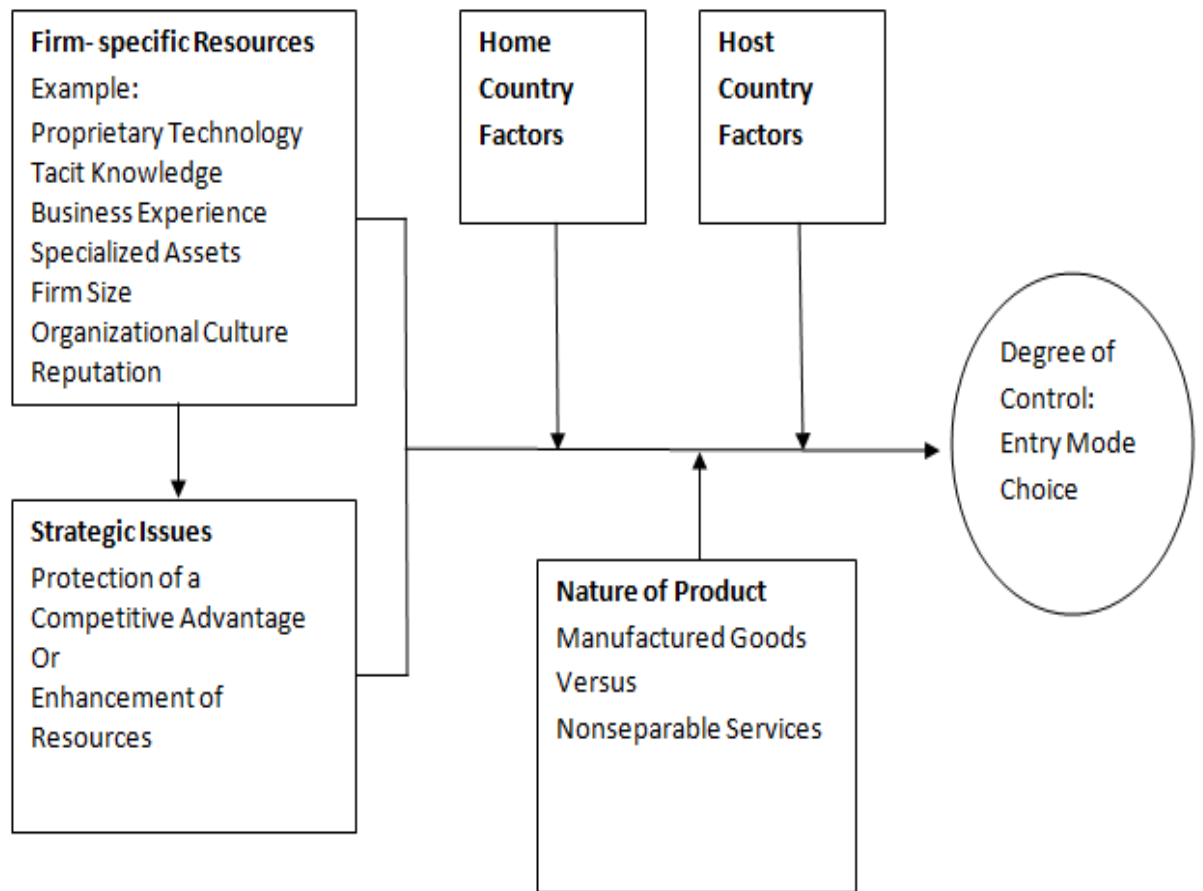 Firm- specific Resources
Example:
Proprietary Technology
Tacit Knowledge
Business Experience
Specialized Assets
Firm Size
Organizational Culture
Reputation
Home
Country
Factors
Host
Country
Factors
Degree of
Control:
Entry Mode
Choice
Strategic Issues
Protection of a
Competitive Advantage
Or
Enhancement of
Resources
Nature of Product
Manufactured Goods
Versus
Nonseparable Services